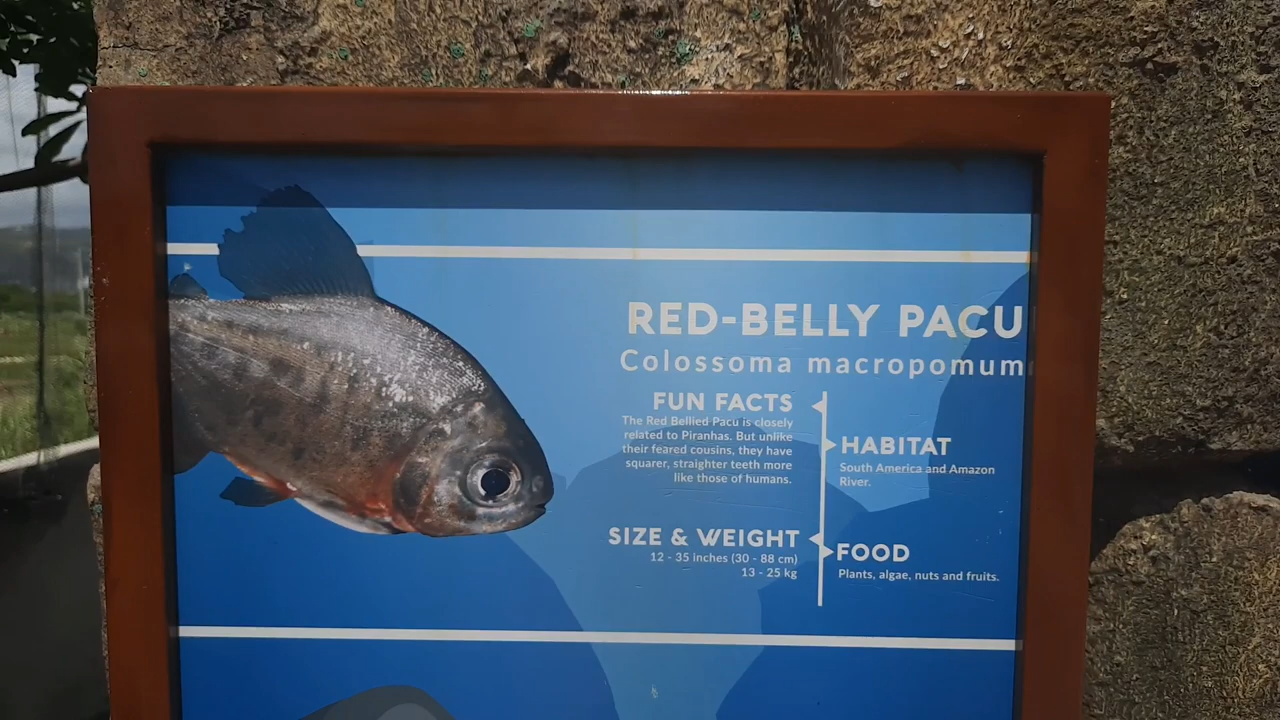 RED-BELLY PACU
Colossoma macropomum
FUN FACTS
The Red Bellied Pacu is closely
related to Piranhas. But unlike
their feared cousins, they have
squarer, straighter teeth more
like those of humans.
HABITAT
South America and Amazon
River.
SIZE & WEIGHT
12 - 35 inches (30 - 88 cm)
13 - 25 kg
FOOD
Plants, algae, nuts and fruits.